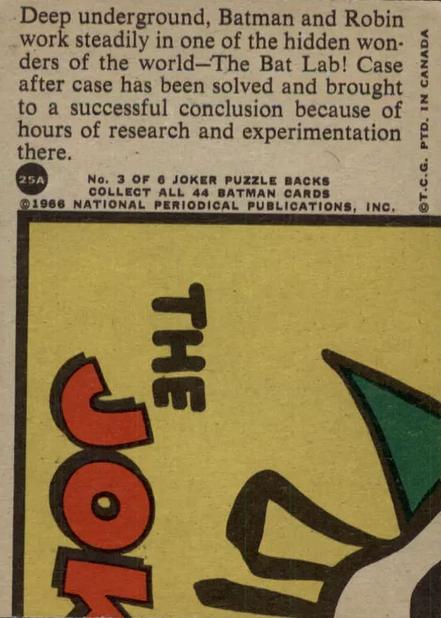 Deep underground, Batman and Robin
work steadily in one of the hidden won-
ders of the world—The Bat Lab! Case
after case has been solved and brought
to a successful conclusion because of
hours of research and experimentation
there.
25A
No. 3 OF 6 JOKER PUZZLE BACKS
COLLECT ALL 44 BATMAN CARDS
©1966 NATIONAL PERIODICAL PUBLICATIONS, INC.
©T.C.G. PTD. IN CANADA
THE
JOK